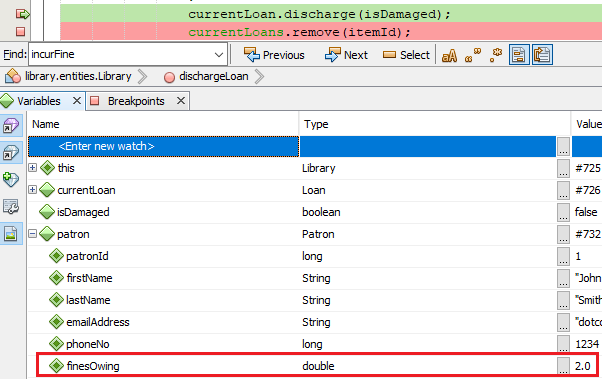 currentLoan.discharge(isDamaged);
currentLoans.remove(itemId);
Find: incurFine Previous Next Select aA
library.entities.Library dischargeLoan
Variables Breakpoints
Name Type Value
<Enter new watch> ...
this Library ... #725
currentLoan Loan ... #726
isDamaged boolean ... false
patron Patron ... #732
patronId long ... 1
firstName String ... "John
lastName String ... "Smith
emailAddress String ... "dotco
phoneNo long ... 1234
finesOwing double ... 2.0